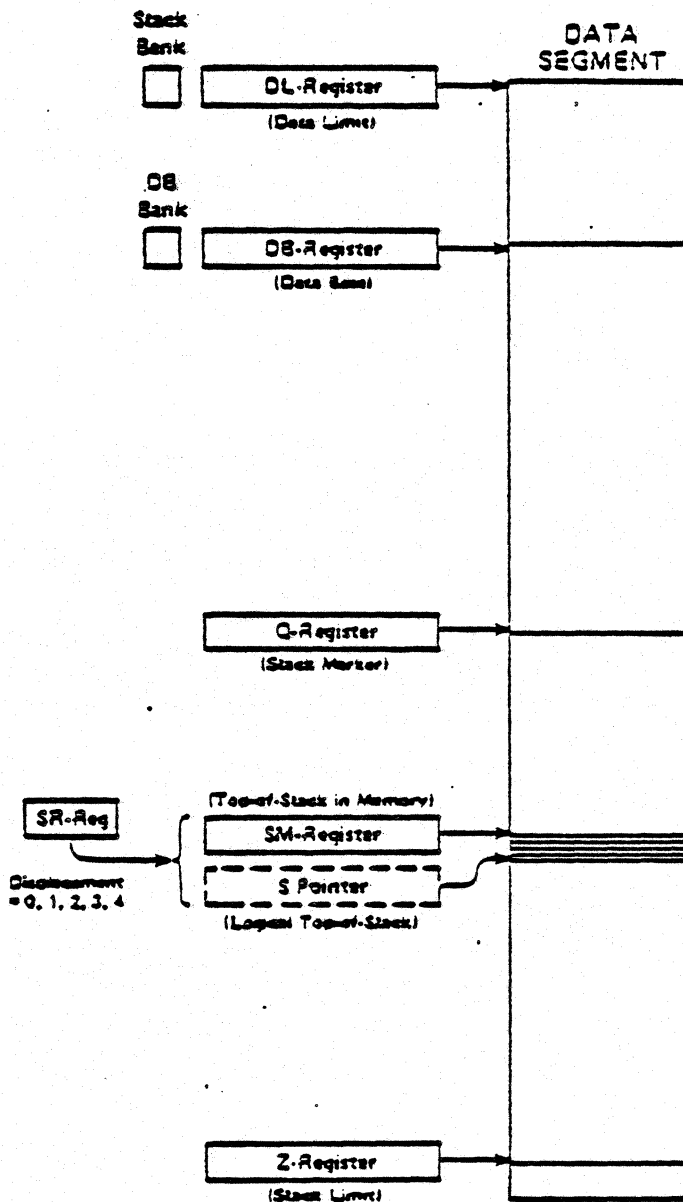 Stack
Bank
DATA
SEGMENT
DL-Register
(Data Limit)
DB
Bank
DB-Register
(Data Base)
Q-Register
(Stack Marker)
(Top-of-Stack in Memory)
SR-Reg
SM-Register
Displacement
= 0, 1, 2, 3, 4
S Pointer
(Logical Top-of-Stack)
Z-Register
(Stack Limit)